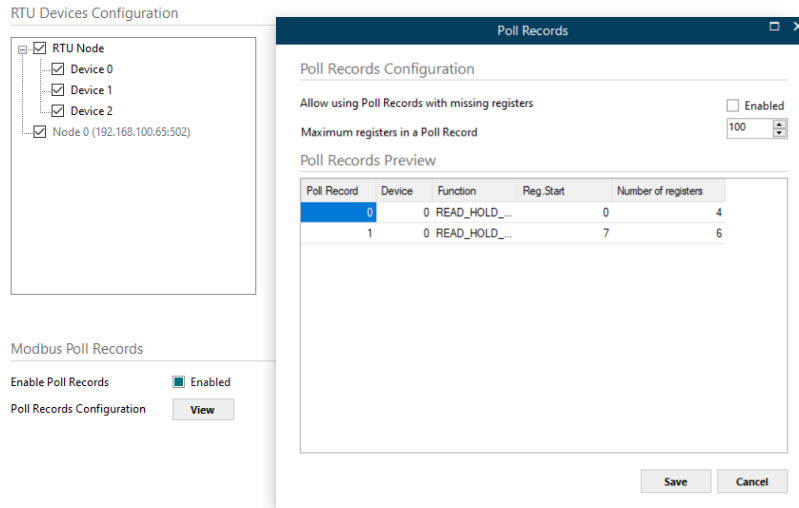 RTU Devices Configuration
RTU Node
Device 0
Device 1
Device 2
Node 0 (192.168.100.65:502)
Modbus Poll Records
Enable Poll Records Enabled
Poll Records Configuration View
Poll Records
Poll Records Configuration
Allow using Poll Records with missing registers Enabled
Maximum registers in a Poll Record 100
Poll Records Preview
Poll Record Device Function Reg.Start Number of registers
0 0 READ_HOLD_... 0 4
1 0 READ_HOLD_... 7 6
Save Cancel